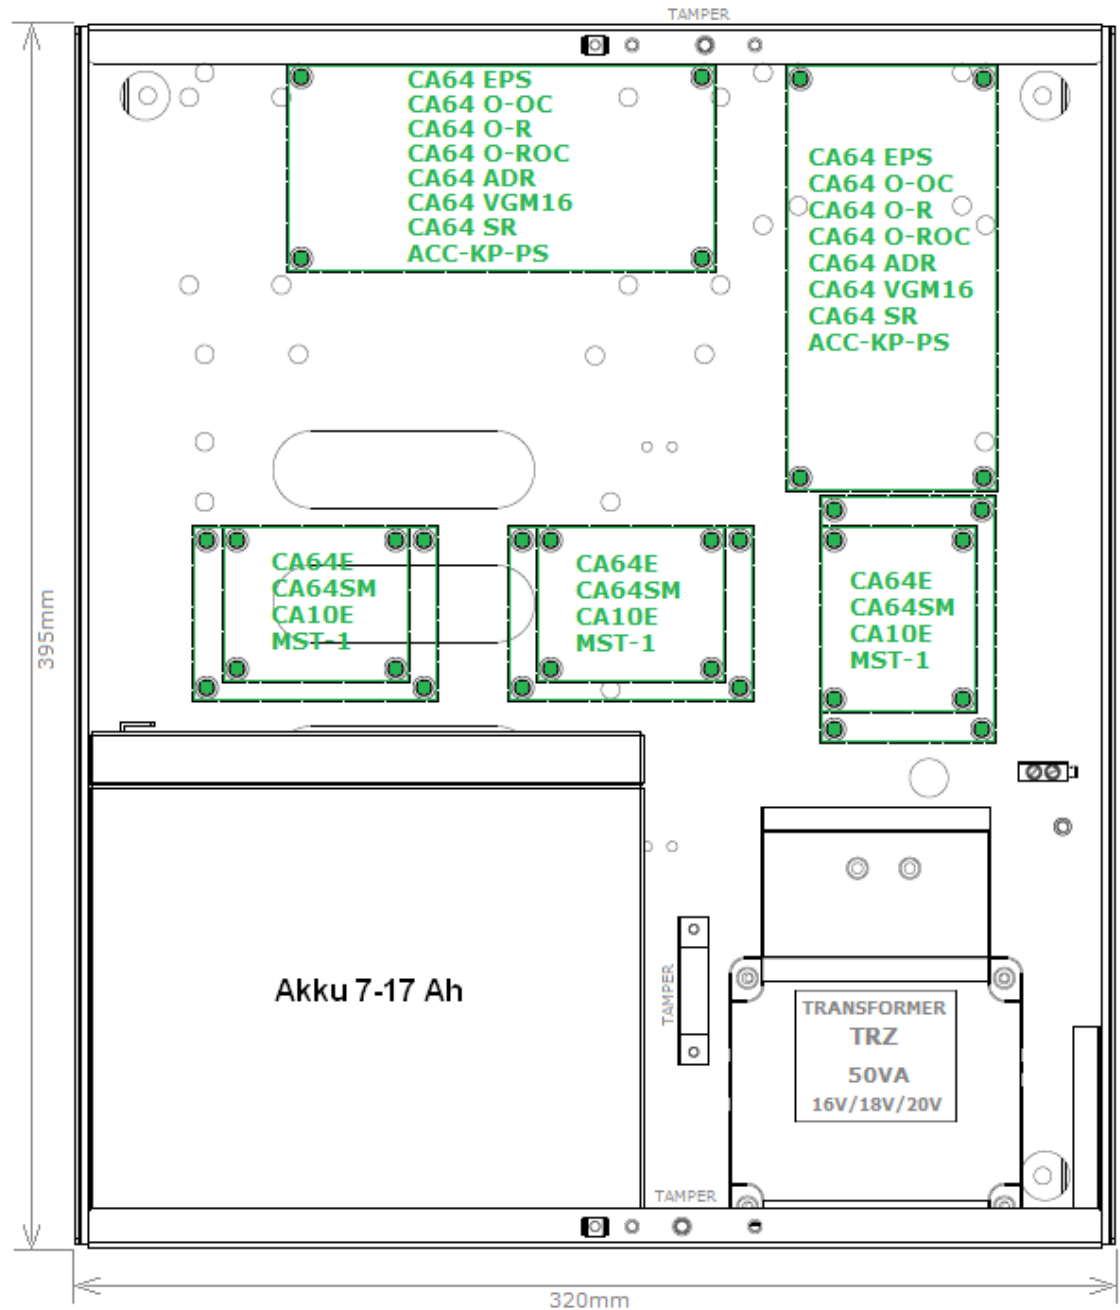 TAMPER
CA64 EPS
CA64 O-OC
CA64 O-R
CA64 O-ROC
CA64 ADR
CA64 VGM16
CA64 SR
ACC-KP-PS
CA64 EPS
CA64 O-OC
CA64 O-R
CA64 O-ROC
CA64 ADR
CA64 VGM16
CA64 SR
ACC-KP-PS
395mm
CA64E
CA64SM
CA10E
MST-1
CA64E
CA64SM
CA10E
MST-1
CA64E
CA64SM
CA10E
MST-1
Akku 7-17 Ah
TAMPER
TRANSFORMER
TRZ
50VA
16V/18V/20V
TAMPER
320mm